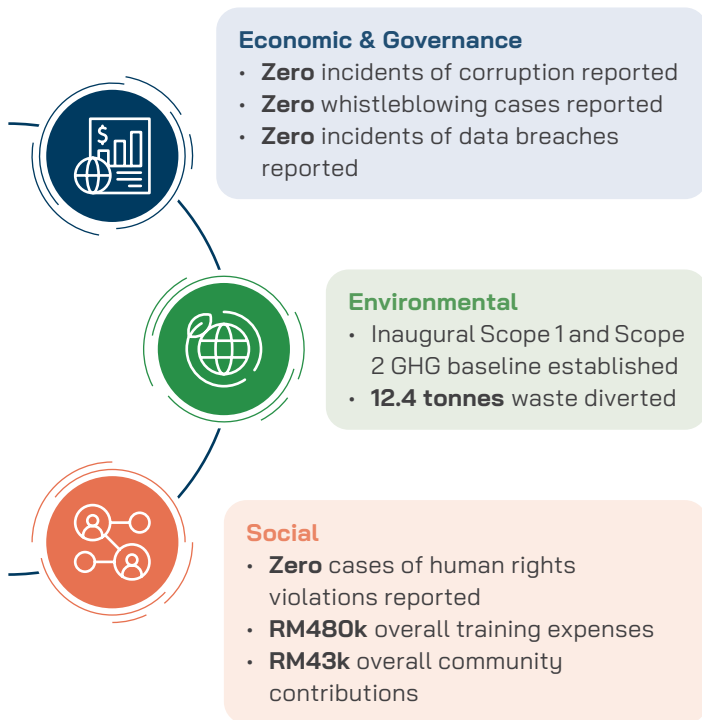 Economic & Governance
• Zero incidents of corruption reported
• Zero whistleblowing cases reported
• Zero incidents of data breaches
reported
$
Environmental
• Inaugural Scope 1 and Scope
2 GHG baseline established
• 12.4 tonnes waste diverted
Social
• Zero cases of human rights
violations reported
• RM480k overall training expenses
• RM43k overall community
contributions